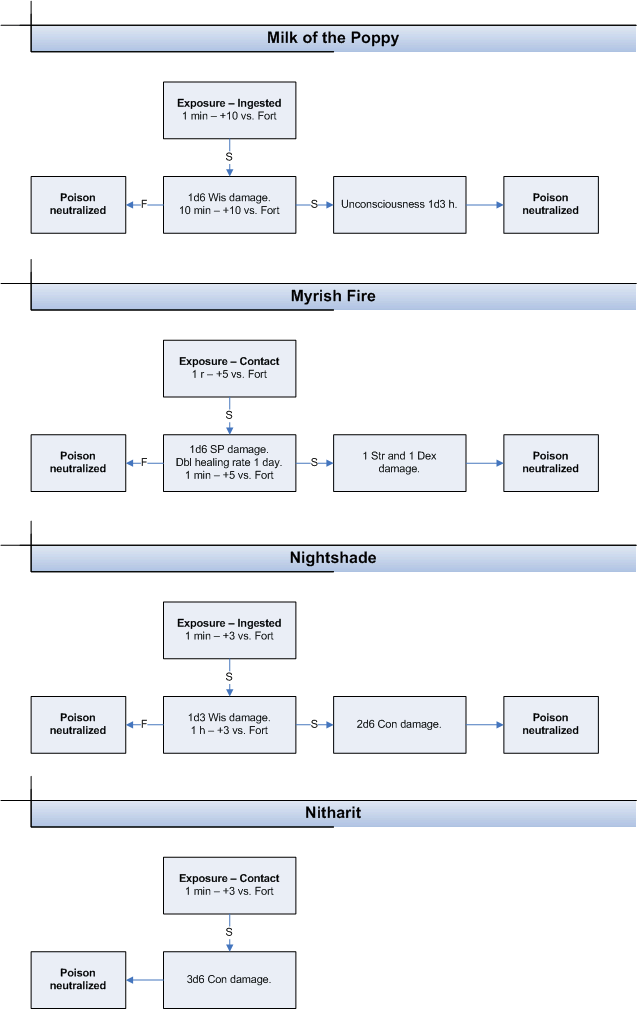 Milk of the Poppy
Exposure – Ingested
1 min – +10 vs. Fort
S
Poison
neutralized
F
1d6 Wis damage.
10 min – +10 vs. Fort
S
Unconsciousness 1d3 h.
Poison
neutralized
Myrish Fire
Exposure – Contact
1 r – +5 vs. Fort
S
Poison
neutralized
F
1d6 SP damage.
Dbl healing rate 1 day.
1 min – +5 vs. Fort
S
1 Str and 1 Dex
damage.
Poison
neutralized
Nightshade
Exposure – Ingested
1 min – +3 vs. Fort
S
Poison
neutralized
F
1d3 Wis damage.
1 h – +3 vs. Fort
S
2d6 Con damage.
Poison
neutralized
Nitharit
Exposure – Contact
1 min – +3 vs. Fort
S
Poison
neutralized
3d6 Con damage.